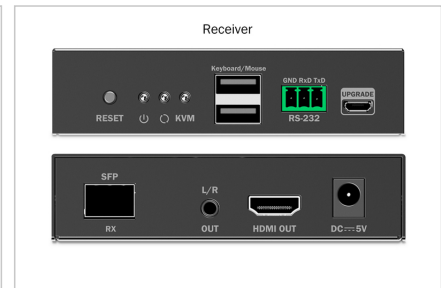 Receiver
Keyboard/Mouse
GND RxD TxD
UPGRADE
RESET
KVM
RS-232
SFP
L/R
RX
OUT
HDMI OUT
DC 5V